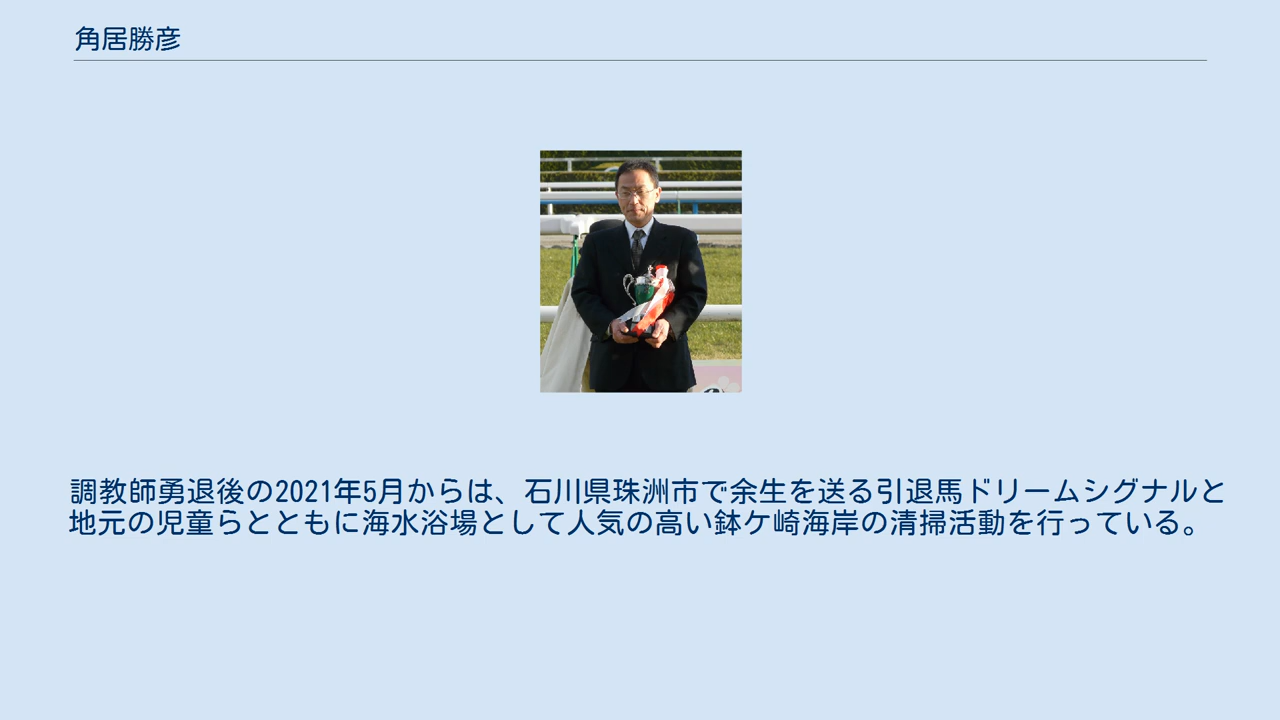 角居勝彦
調教師勇退後の2021年5月からは、石川県珠洲市で余生を送る引退馬ドリームシグナルと
地元の児童らとともに海水浴場として人気の高い鉢ケ崎海岸の清掃活動を行っている。